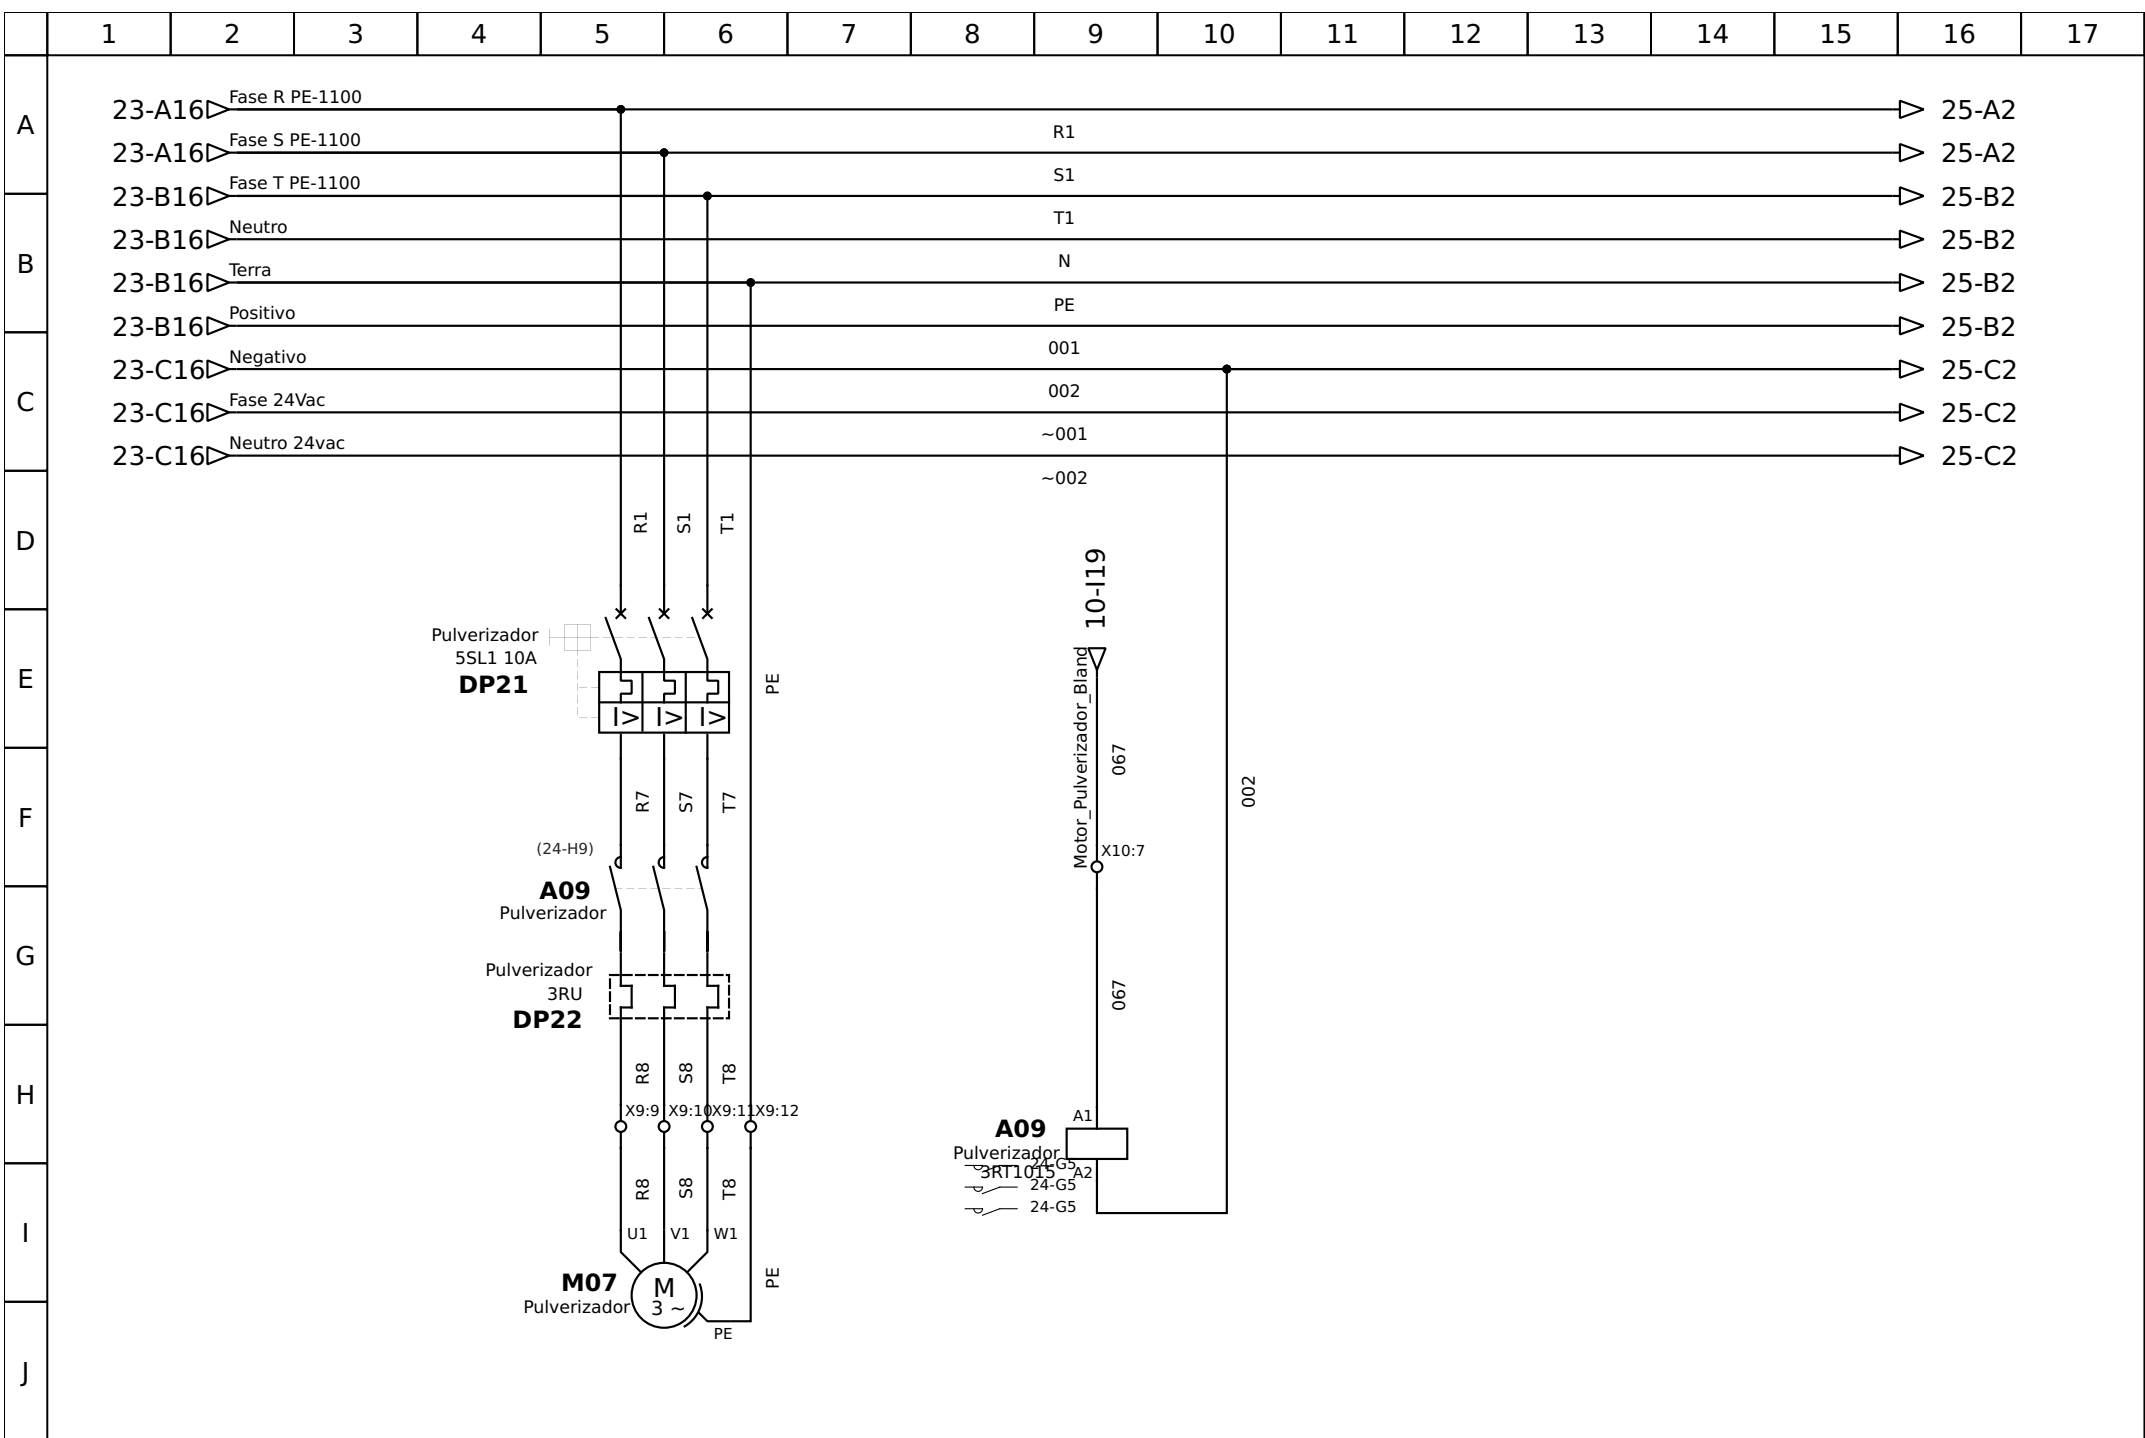 1 2 3 4 5 6 7 8 9 10 11 12 13 14 15 16 17
A
B
C
D
E
F
G
H
I
J
23-A16 Fase R PE-1100 R1 25-A2
23-A16 Fase S PE-1100 S1 25-A2
23-B16 Fase T PE-1100 T1 25-B2
23-B16 Neutro N 25-B2
23-B16 Terra PE 25-B2
23-B16 Positivo 001 25-B2
23-C16 Negativo 002 25-C2
23-C16 Fase 24Vac ~001 25-C2
23-C16 Neutro 24vac ~002 25-C2
R1 S1 T1
Pulverizador
5SL1 10A
DP21
I> I> I>
PE
R7 S7 T7
(24-H9)
A09
Pulverizador
Pulverizador
3RU
DP22
R8 S8 T8
X9:9 X9:10 X9:11 X9:12
R8 S8 T8
U1 V1 W1
M07
Pulverizador
M
3 ~
PE
PE
10-I19
Motor_Pulverizador_Bland
067
X10:7
067
002
A1
A09
Pulverizador
3RT1015
A2
24-G5
24-G5
24-G5